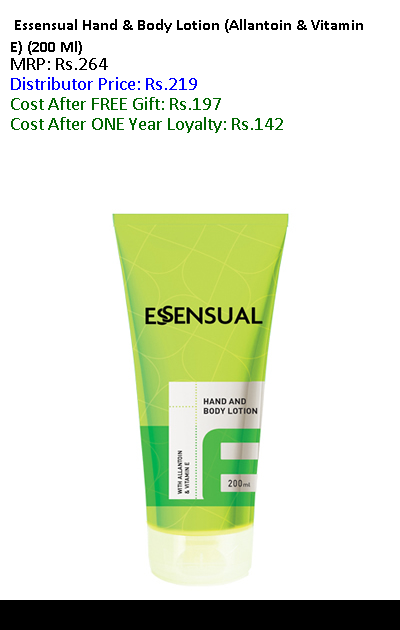 Essensual Hand & Body Lotion (Allantoin & Vitamin
E) (200 Ml)
MRP: Rs.264
Distributor Price: Rs.219
Cost After FREE Gift: Rs.197
Cost After ONE Year Loyalty: Rs.142
ESSENSUAL
HAND AND
BODY LOTION
WITH ALLANTOIN
& VITAMIN E
E
200ml